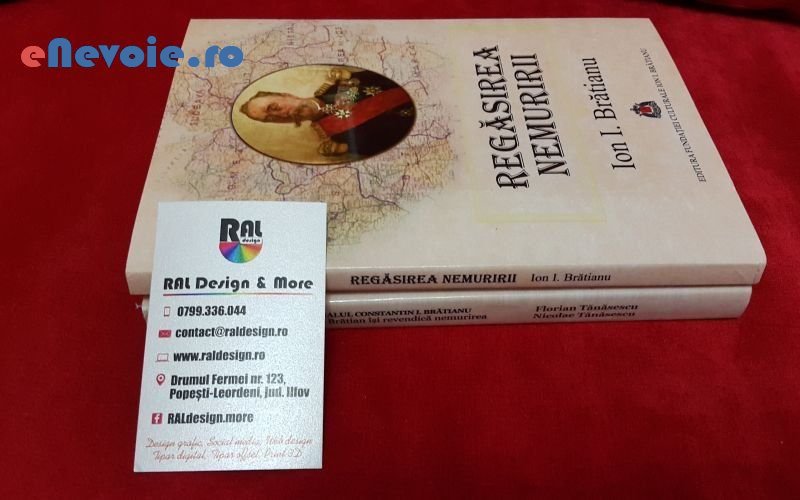 eNevoie.ro
REGĂSIREA
NEMURIRII
Ion I. Brătianu
EDITURA FUNDAȚIEI CULTURALE ION I. BRĂTIANU
REGĂSIREA NEMURIRII Ion I. Brătianu
ALUL CONSTANTIN I. BRĂTIANU
Brătian își revendică nemurirea
Florian Tănăsescu
Nicolae Tănăsescu
RAL
design
RAL Design & More
0799.336.044
contact@raldesign.ro
www.raldesign.ro
Drumul Fermei nr. 123,
Popești-Leordeni, jud. Ilfov
RALdesign.more
Design grafic, Social media, Web design
Tipar digital, Tipar offset, Print 3D